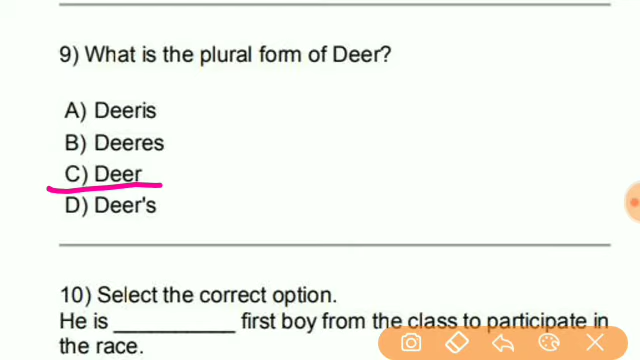 9) What is the plural form of Deer?
A) Deeris
B) Deeres
C) Deer
D) Deer's
10) Select the correct option.
He is __________ first boy from the class to participate in
the race.